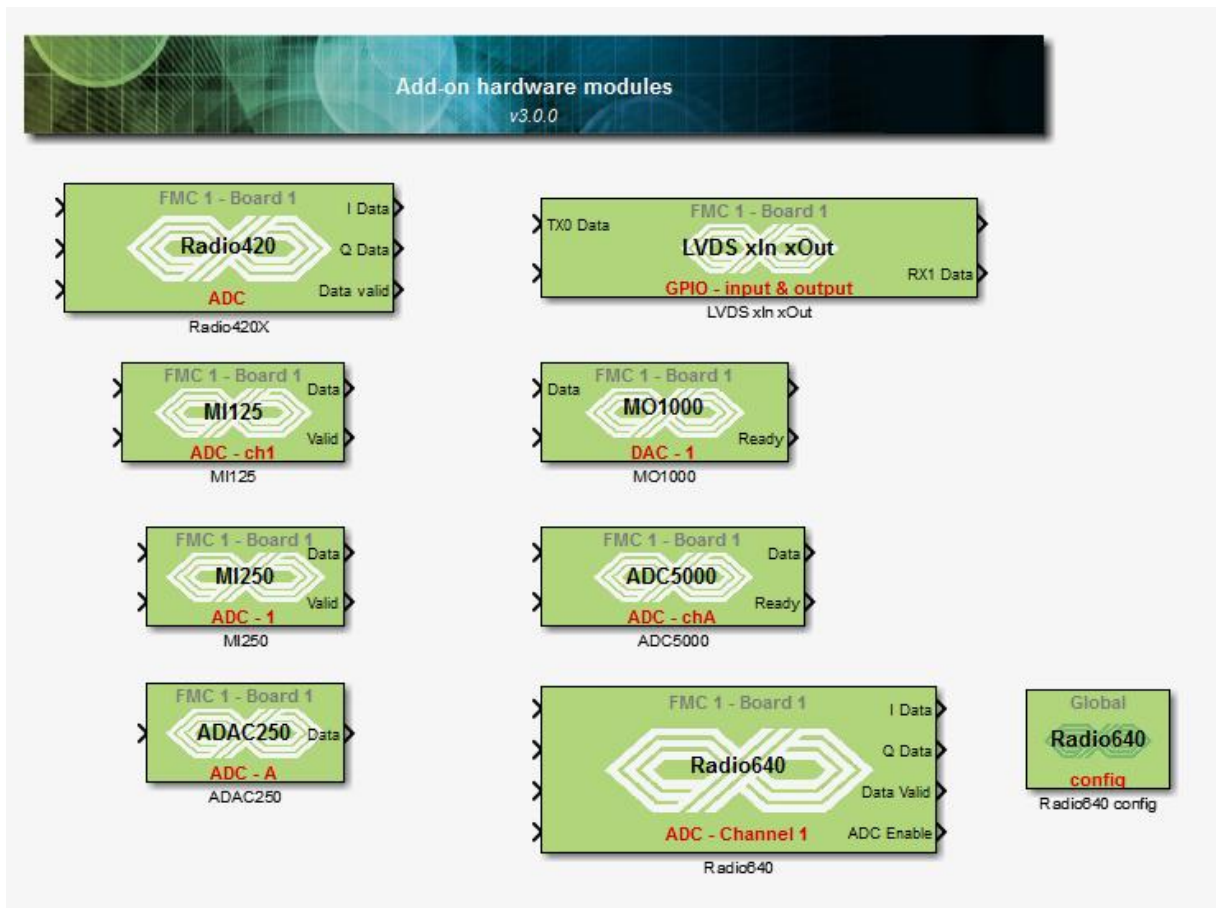 Add-on hardware modules
v3.0.0
FMC 1 - Board 1
I Data
Radio420
Q Data
ADC
Data valid
Radio420X
FMC 1 - Board 1
TX0 Data
LVDS xIn xOut
RX1 Data
GPIO - input & output
LVDS xIn xOut
FMC 1 - Board 1
Data
MI125
Valid
ADC - ch1
MI125
FMC 1 - Board 1
Data
MO1000
Ready
DAC - 1
MO1000
FMC 1 - Board 1
Data
MI250
Valid
ADC - 1
MI250
FMC 1 - Board 1
Data
ADC5000
Ready
ADC - chA
ADC5000
FMC 1 - Board 1
ADAC250
Data
ADC - A
ADAC250
FMC 1 - Board 1
I Data
Q Data
Radio640
Data Valid
ADC - Channel 1
ADC Enable
Radio640
Global
Radio640
config
Radio640 config